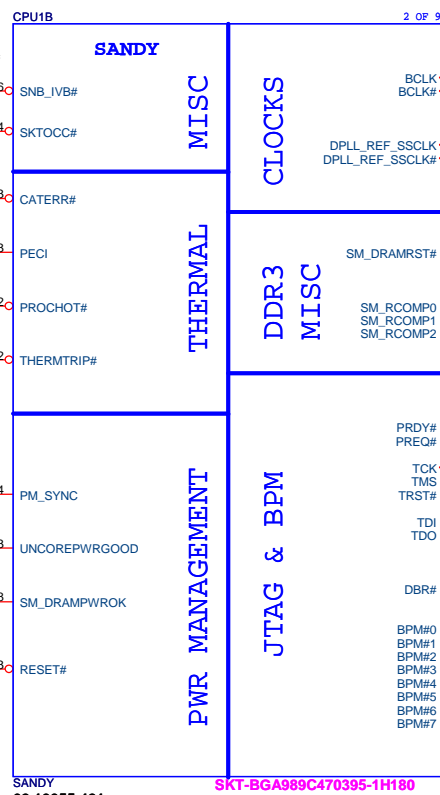 CPU1B
2 OF 9
SANDY
MISC
SNB_IVB#
SKTOCC#
THERMAL
CATERR#
PECI
PROCHOT#
THERMTRIP#
PWR MANAGEMENT
PM_SYNC
UNCOREPWRGOOD
SM_DRAMPWROK
RESET#
CLOCKS
BCLK
BCLK#
DPLL_REF_SSCLK
DPLL_REF_SSCLK#
DDR3
MISC
SM_DRAMRST#
SM_RCOMP0
SM_RCOMP1
SM_RCOMP2
JTAG & BPM
PRDY#
PREQ#
TCK
TMS
TRST#
TDI
TDO
DBR#
BPM#0
BPM#1
BPM#2
BPM#3
BPM#4
BPM#5
BPM#6
BPM#7
SANDY
SKT-BGA989C470395-1H180